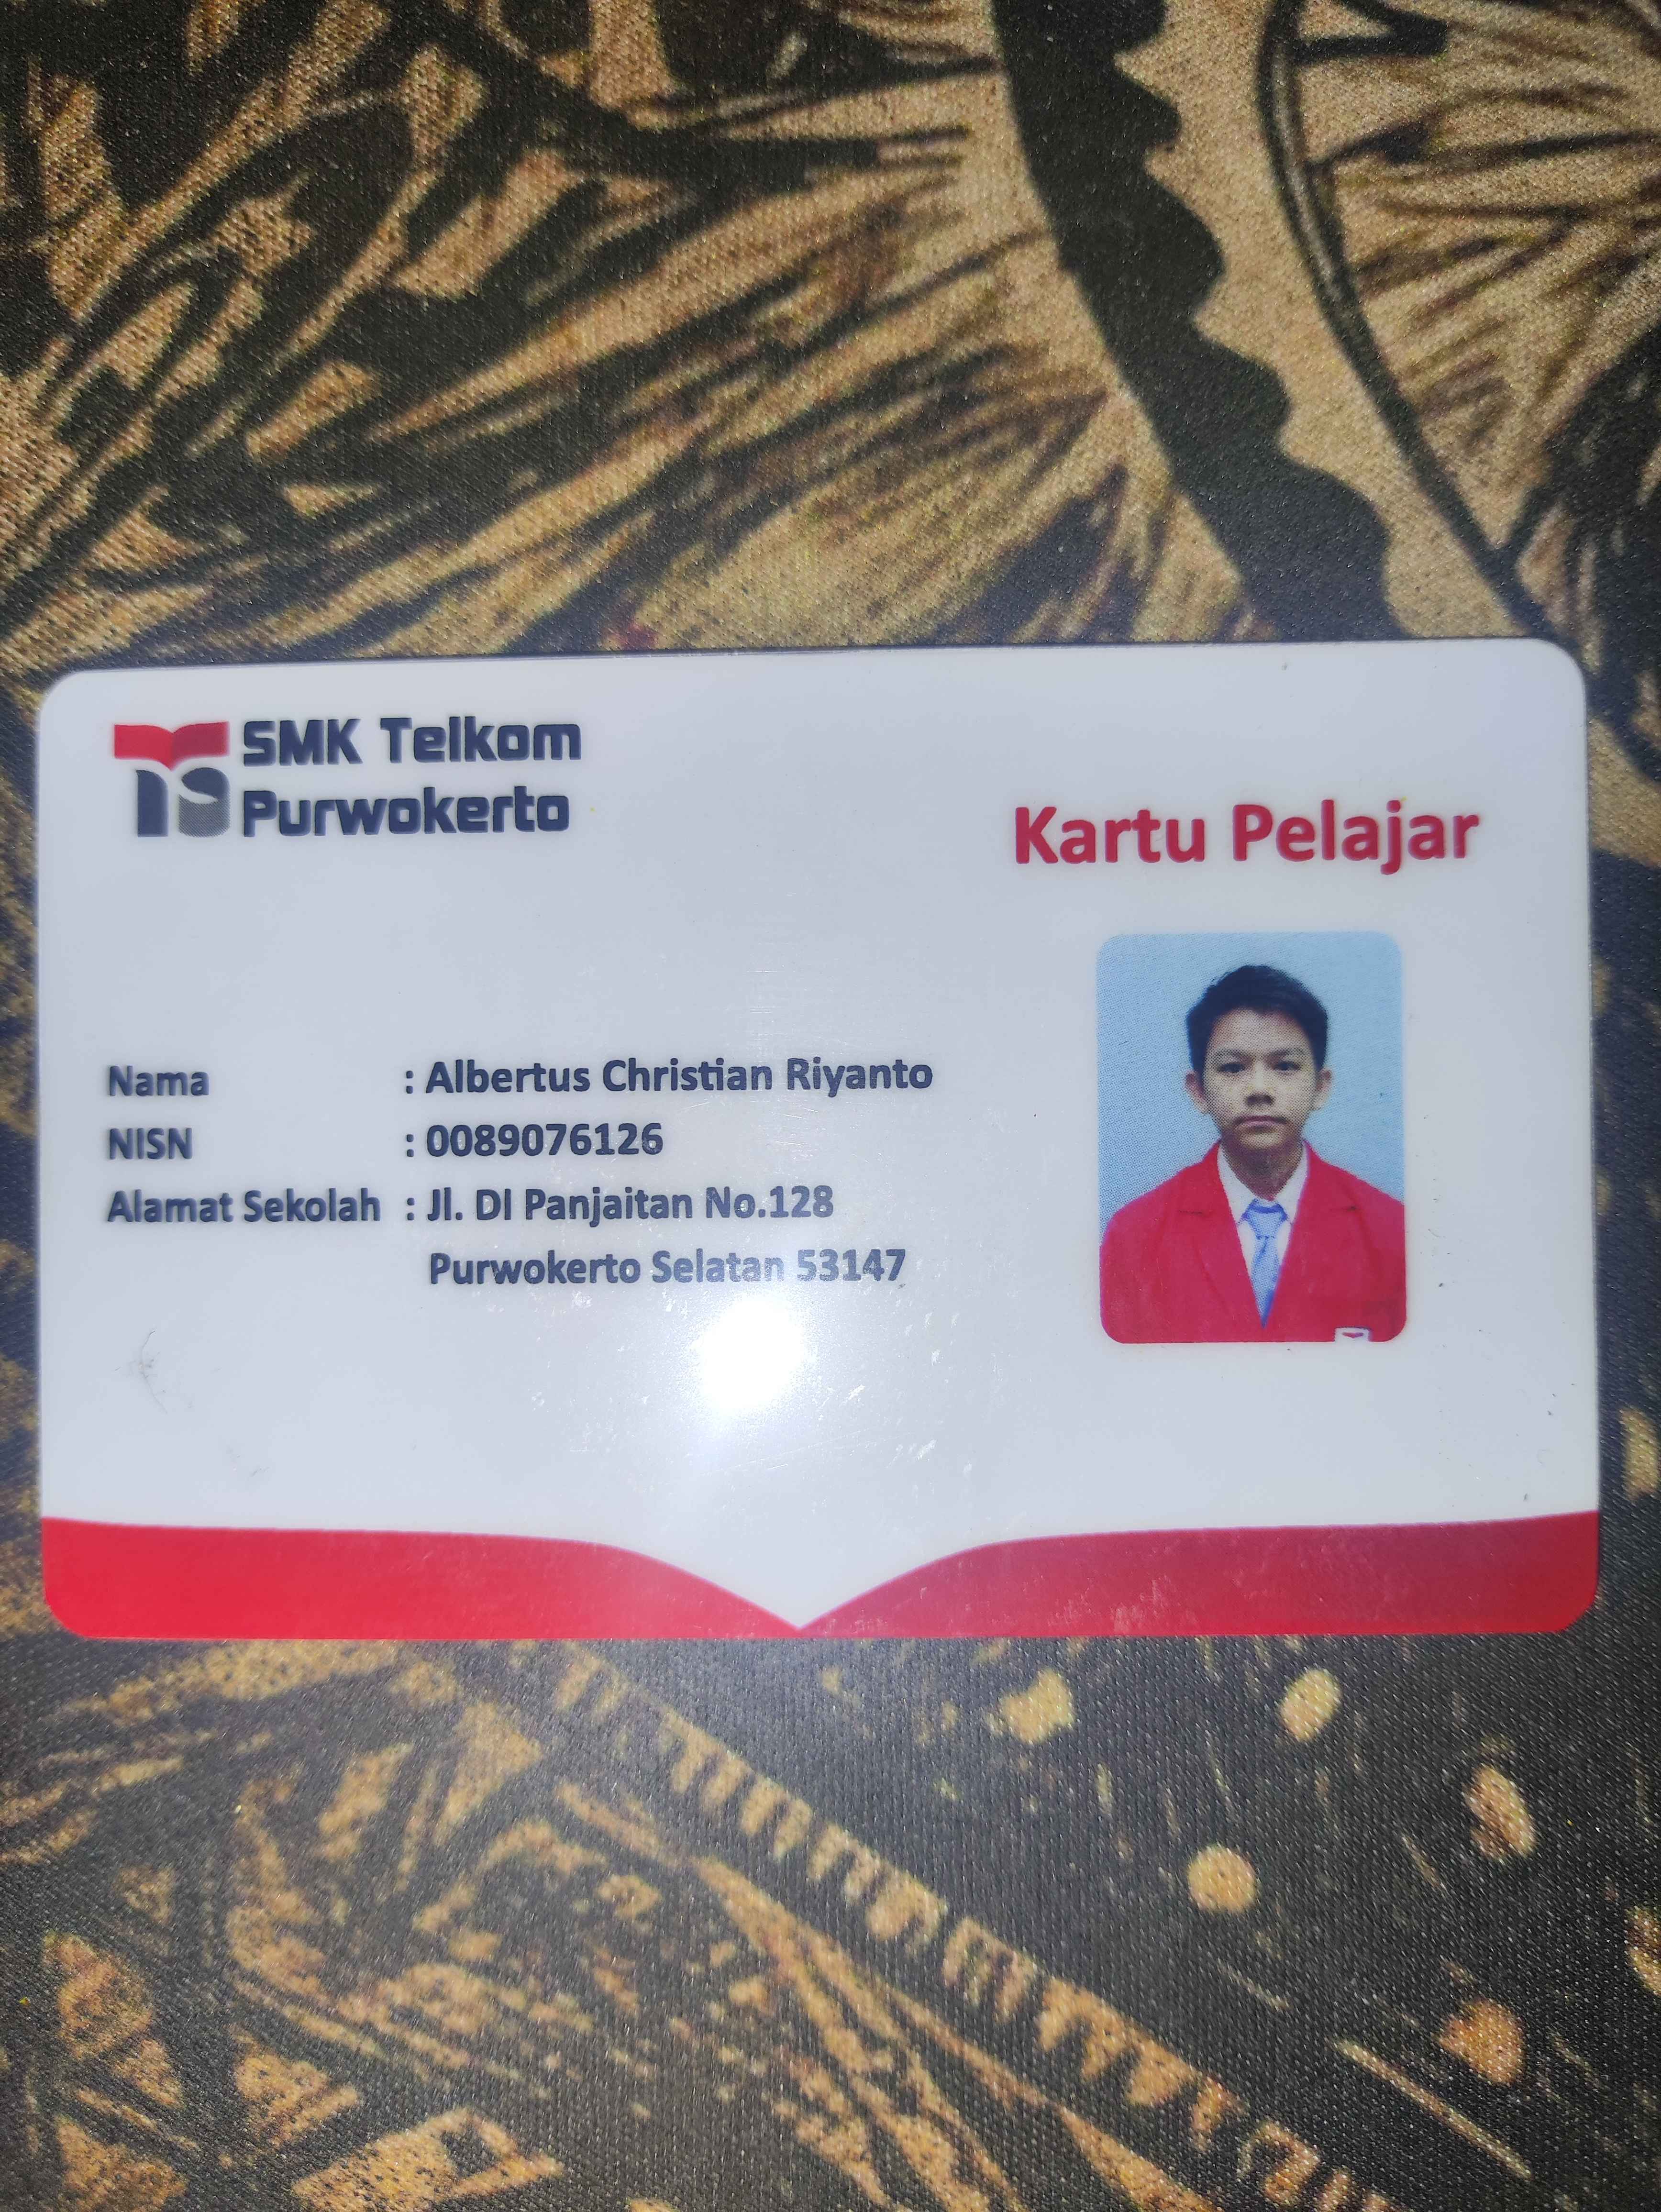 SMK Telkom
Purwokerto
Kartu Pelajar
Nama : Albertus Christian Riyanto
NISN : 0089076126
Alamat Sekolah : Jl. DI Panjaitan No.128
Purwokerto Selatan 53147